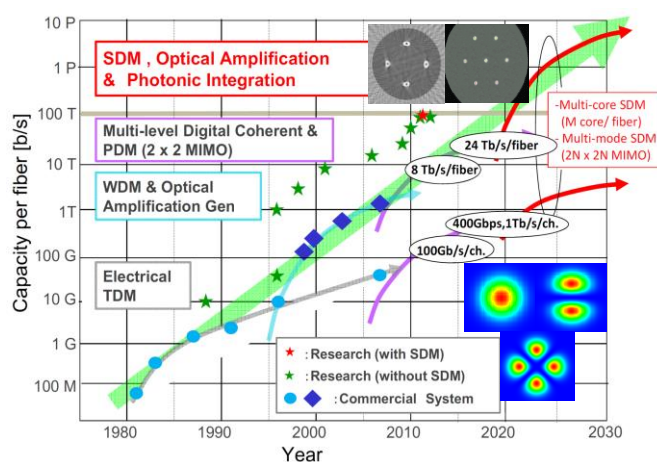 10 P
1 P
100 T
10 T
1T
100 G
10 G
1 G
100 M
Capacity per fiber [b/s]
SDM , Optical Amplification
& Photonic Integration
Multi-level Digital Coherent &
PDM (2 x 2 MIMO)
WDM & Optical
Amplification Gen
Electrical
TDM
8 Tb/s/fiber
24 Tb/s/fiber
400Gbps,1Tb/s/ch.
100Gb/s/ch.
-Multi-core SDM
(M core/ fiber)
- Multi-mode SDM
(2N x 2N MIMO)
: Research (with SDM)
: Research (without SDM)
: Commercial System
1980
1990
2000
2010
2020
2030
Year